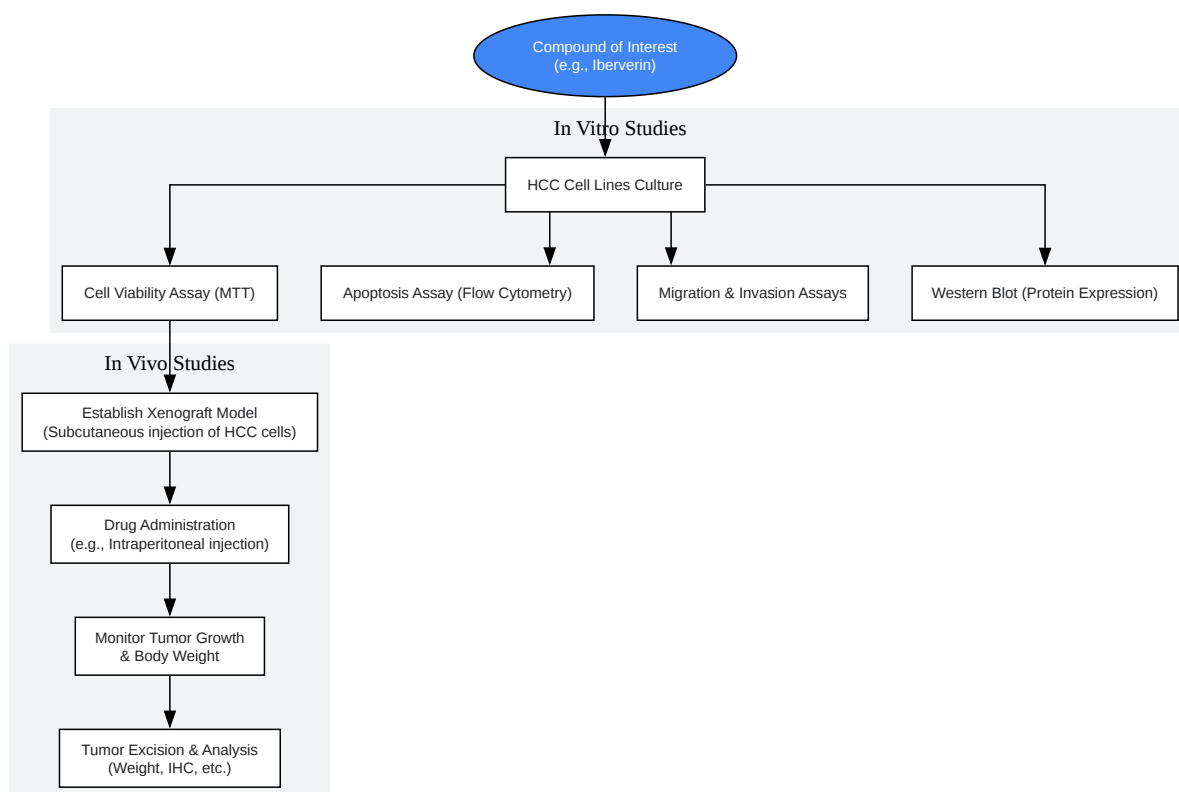 Compound of Interest
(e.g., Iberverin)
In Vitro Studies
HCC Cell Lines Culture
Cell Viability Assay (MTT)
Apoptosis Assay (Flow Cytometry)
Migration & Invasion Assays
Western Blot (Protein Expression)
In Vivo Studies
Establish Xenograft Model
(Subcutaneous injection of HCC cells)
Drug Administration
(e.g., Intraperitoneal injection)
Monitor Tumor Growth
& Body Weight
Tumor Excision & Analysis
(Weight, IHC, etc.)